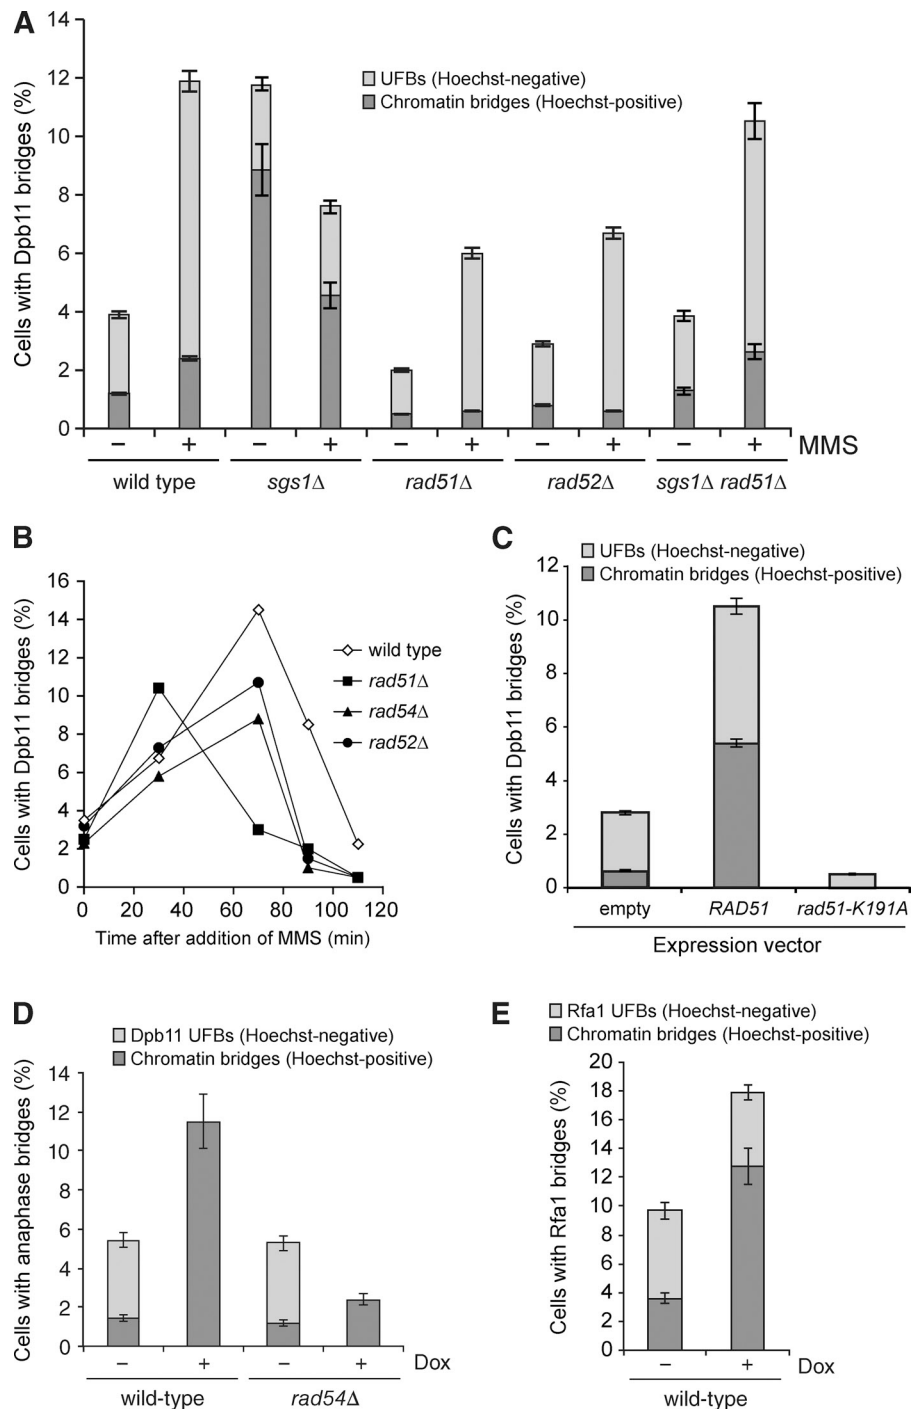 A
14
12
10
8
6
4
2
0
Cells with Dpb11 bridges (%)
UFBs (Hoechst-negative)
Chromatin bridges (Hoechst-positive)
− + − + − + − + − + MMS
wild type sgs1Δ rad51Δ rad52Δ sgs1Δ rad51Δ
B
16
14
12
10
8
6
4
2
0
Cells with Dpb11 bridges (%)
wild type
rad51Δ
rad54Δ
rad52Δ
0 20 40 60 80 100 120
Time after addition of MMS (min)
C
UFBs (Hoechst-negative)
Chromatin bridges (Hoechst-positive)
12
10
8
6
4
2
0
Cells with Dpb11 bridges (%)
empty RAD51 rad51-K191A
Expression vector
D
Dpb11 UFBs (Hoechst-negative)
Chromatin bridges (Hoechst-positive)
14
12
10
8
6
4
2
0
Cells with anaphase bridges (%)
− + − + Dox
wild-type rad54Δ
E
Rfa1 UFBs (Hoechst-negative)
Chromatin bridges (Hoechst-positive)
20
18
16
14
12
10
8
6
4
2
0
Cells with Rfa1 bridges (%)
− + Dox
wild-type